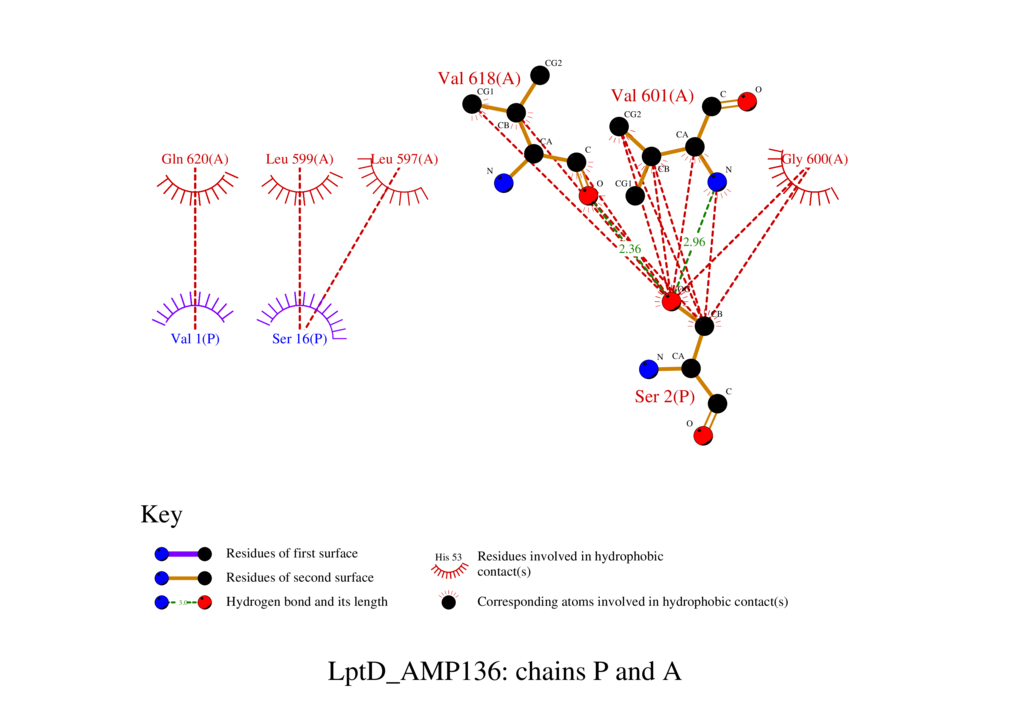 CG2
Val 618(A)
CG1
CB
CA
C
N
O
Val 601(A)
C
O
CG2
CA
CB
N
CG1
Gln 620(A)
Leu 599(A)
Leu 597(A)
Gly 600(A)
2.36
2.96
CB
Val 1(P)
Ser 16(P)
N
CA
Ser 2(P)
C
O
Key
Residues of first surface
Residues of second surface
3.0
Hydrogen bond and its length
His 53
Residues involved in hydrophobic
contact(s)
Corresponding atoms involved in hydrophobic contact(s)
LptD_AMP136: chains P and A